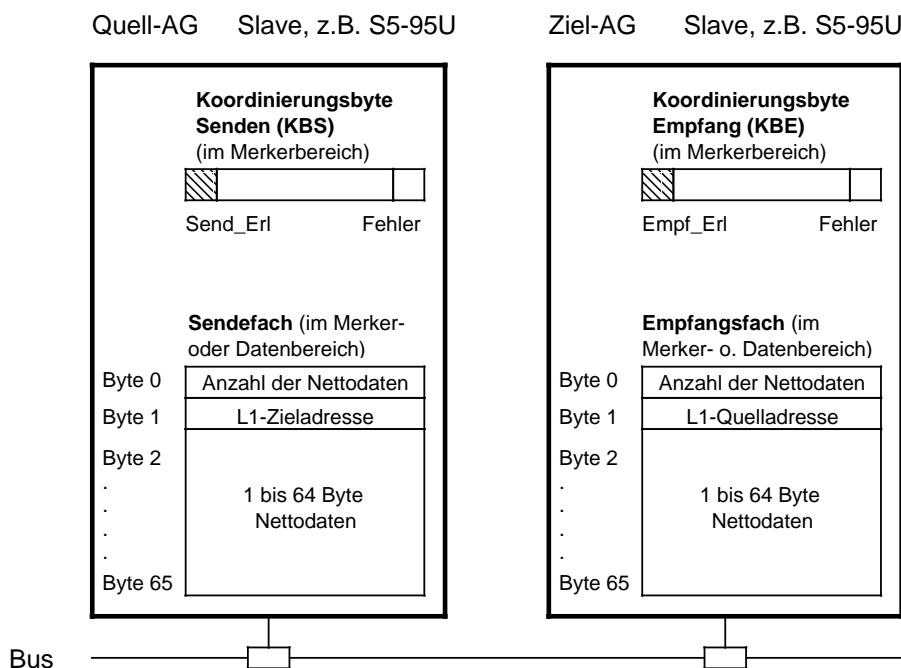 Quell-AG Slave, z.B. S5-95U
Koordinierungsbyte
Senden (KBS)
(im Merkerbereich)
Send_Erl Fehler
Sendefach (im Merker-
oder Datenbereich)
Byte 0 Anzahl der Nettodaten
Byte 1 L1-Zieladresse
Byte 2
.
.
.
.
1 bis 64 Byte
Nettodaten
Byte 65
Ziel-AG Slave, z.B. S5-95U
Koordinierungsbyte
Empfang (KBE)
(im Merkerbereich)
Empf_Erl Fehler
Empfangsfach (im
Merker- o. Datenbereich)
Byte 0 Anzahl der Nettodaten
Byte 1 L1-Quelladresse
Byte 2
.
.
.
.
1 bis 64 Byte
Nettodaten
Byte 65
Bus